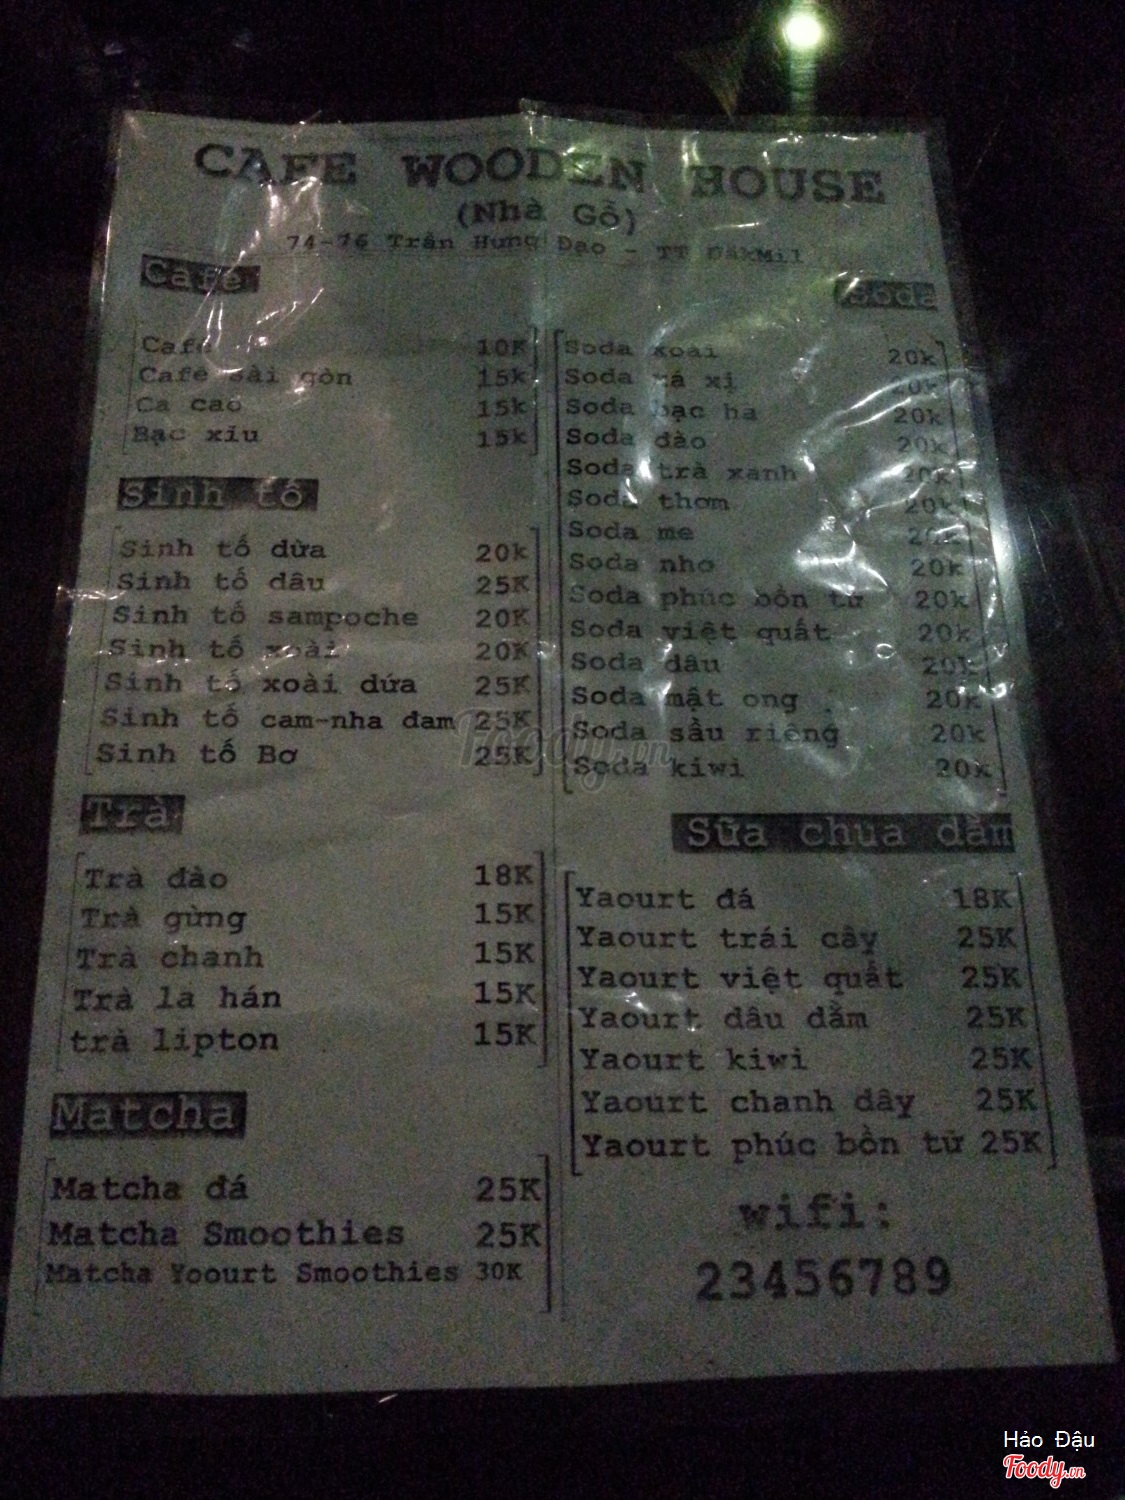 CAFE WOODEN HOUSE
(Nhà Gỗ)
74-76 Trần Hưng Đạo - TT ĐăkMil
Café
Café 10K
Café sài gòn 15k
Ca cao 15k
Bạc xíu 15k
Sinh tố
Sinh tố dừa 20k
Sinh tố dâu 25K
Sinh tố sampoche 20K
Sinh tố xoài 20K
Sinh tố xoài dứa 25K
Sinh tố cam-nha đam 25K
Sinh tố Bơ 25K
Trà
Trà đào 18K
Trà gừng 15K
Trà chanh 15K
Trà la hán 15K
trà lipton 15K
Matcha
Matcha đá 25K
Matcha Smoothies 25K
Matcha Yoourt Smoothies 30K
Soda
Soda xoài 20k
Soda xá xị 20k
Soda bạc hà 20k
Soda đào 20k
Soda trà xanh 20k
Soda thơm 20k
Soda me 20k
Soda nho 20k
Soda phúc bồn tử 20k
Soda việt quất 20k
Soda dâu 20k
Soda mật ong 20k
Soda sầu riêng 20k
Soda kiwi 20k
Sữa chua dầm
Yaourt đá 18K
Yaourt trái cây 25K
Yaourt việt quất 25K
Yaourt dâu dằm 25K
Yaourt kiwi 25K
Yaourt chanh dây 25K
Yaourt phúc bồn tử 25K
wifi:
23456789
Foody.vn
Hảo Đậu
Foody.vn